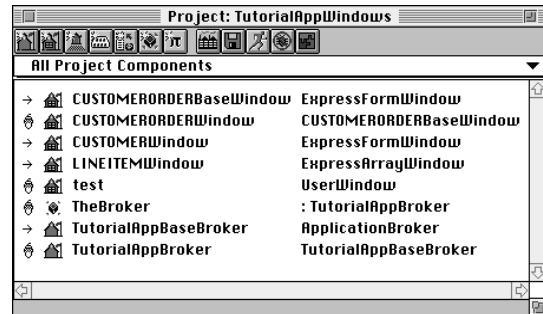 Project: TutorialAppWindows
All Project Components
CUSTOMERORDERBaseWindow ExpressFormWindow
CUSTOMERORDERWindow CUSTOMERORDERBaseWindow
CUSTOMERWindow ExpressFormWindow
LINEITEMWindow ExpressArrayWindow
test UserWindow
TheBroker : TutorialAppBroker
TutorialAppBaseBroker ApplicationBroker
TutorialAppBroker TutorialAppBaseBroker